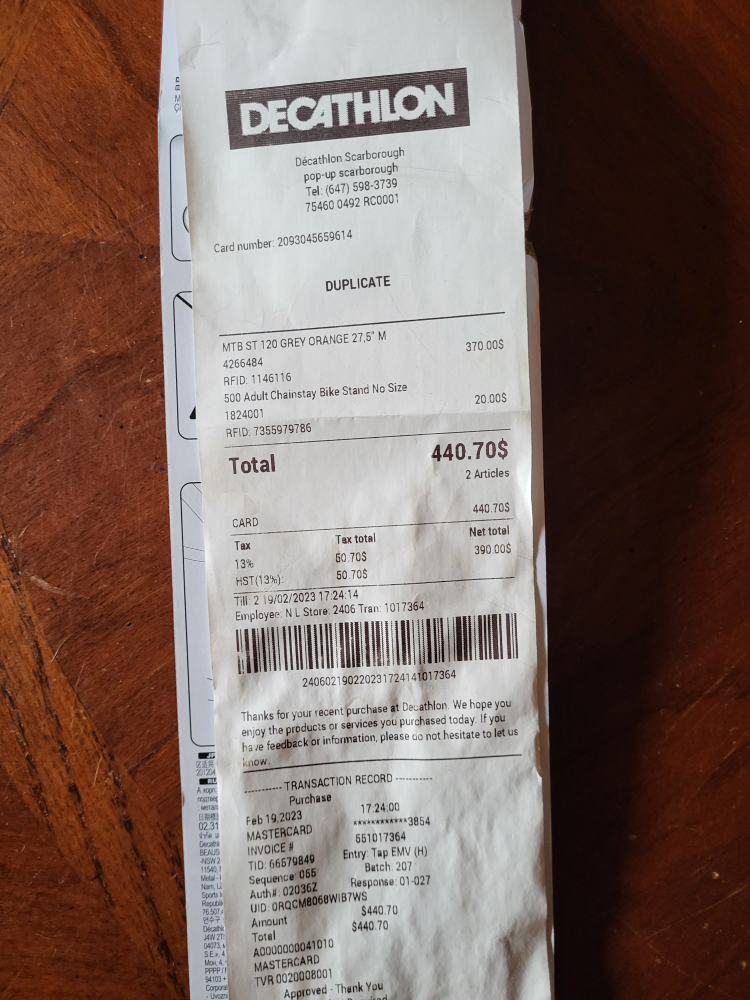 DECATHLON
Décathlon Scarborough
pop-up scarborough
Tel: (647) 598-3739
75460 0492 RC0001
Card number: 2093045659614
DUPLICATE
MTB ST 120 GREY ORANGE 27,5" M 370.00$
4266484
RFID: 1146116
500 Adult Chainstay Bike Stand No Size 20.00$
1824001
RFID: 7355979786
Total 440.70$
2 Articles
CARD 440.70$
Tax Tax total Net total
13% 50.70$ 390.00$
HST(13%): 50.70$
Till: 2 19/02/2023 17:24:14
Employee: N L Store: 2406 Tran: 1017364
240602190220231724141017364
Thanks for your recent purchase at Decathlon. We hope you
enjoy the products or services you purchased today. If you
have feedback or information, please do not hesitate to let us
know.
----------- TRANSACTION RECORD -----------
Purchase
Feb 19,2023 17:24:00
MASTERCARD ************3854
INVOICE # 551017364
TID: 66579849 Entry: Tap EMV (H)
Sequence 055 Batch: 207
Auth#: 02036Z Response: 01-027
UID: 0RQCM8068WIB7WS
Amount $440.70
Total $440.70
A0000000041010
MASTERCARD
TVR 0020008001
Approved - Thank You